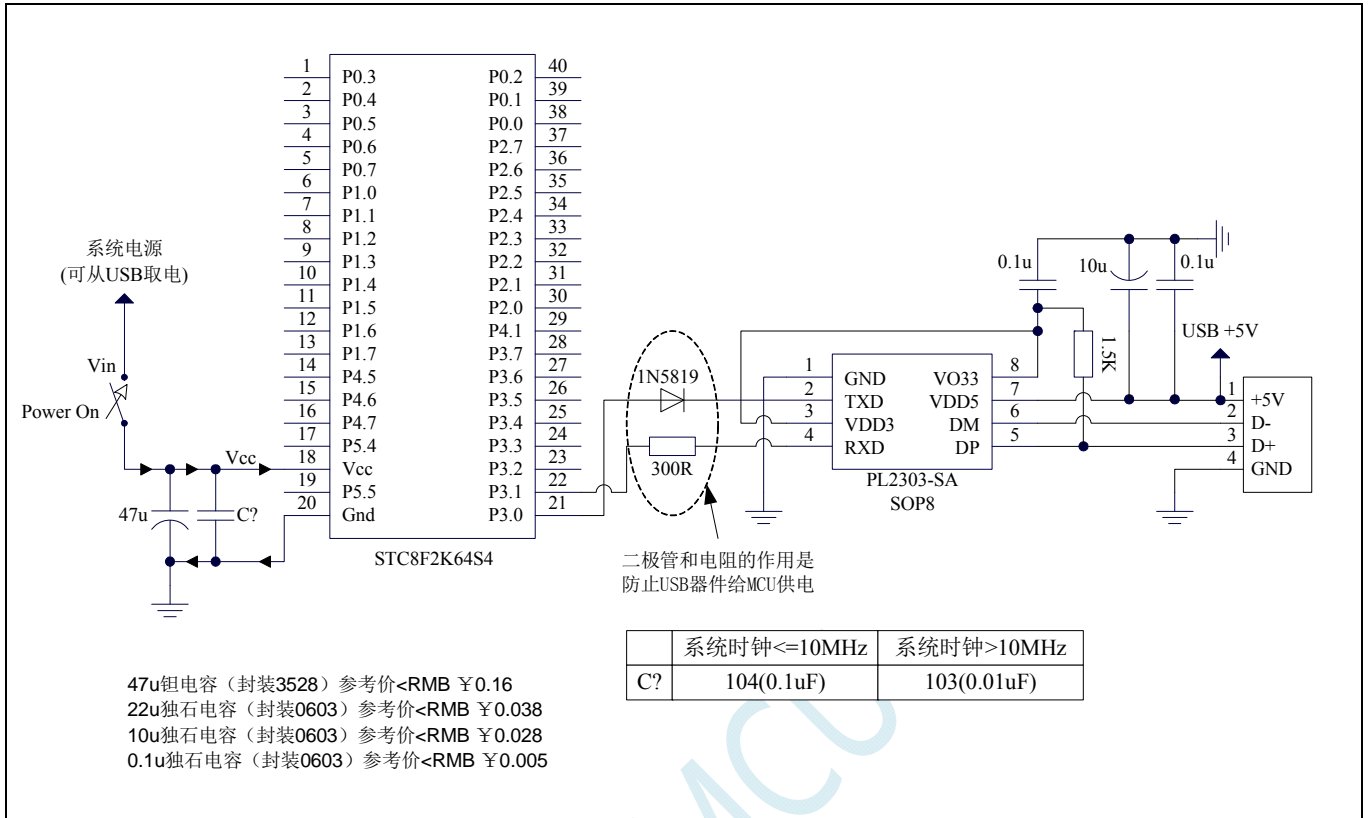 系统电源
(可从USB取电)
Vin
Power On
Vcc
47u
C?
1 P0.3
2 P0.4
3 P0.5
4 P0.6
5 P0.7
6 P1.0
7 P1.1
8 P1.2
9 P1.3
10 P1.4
11 P1.5
12 P1.6
13 P1.7
14 P4.5
15 P4.6
16 P4.7
17 P5.4
18 Vcc
19 P5.5
20 Gnd
P0.2 40
P0.1 39
P0.0 38
P2.7 37
P2.6 36
P2.5 35
P2.4 34
P2.3 33
P2.2 32
P2.1 31
P2.0 30
P4.1 29
P3.7 28
P3.6 27
P3.5 26
P3.4 25
P3.3 24
P3.2 23
P3.1 22
P3.0 21
STC8F2K64S4
1N5819
300R
二极管和电阻的作用是
防止USB器件给MCU供电
1 GND
2 TXD
3 VDD3
4 RXD
VO33 8
VDD5 7
DM 6
DP 5
PL2303-SA
SOP8
0.1u
10u
0.1u
1.5K
USB +5V
1 +5V
2 D-
3 D+
4 GND
系统时钟<=10MHz 系统时钟>10MHz
C? 104(0.1uF) 103(0.01uF)
47u钽电容（封装3528）参考价<RMB ￥0.16
22u独石电容（封装0603）参考价<RMB ￥0.038
10u独石电容（封装0603）参考价<RMB ￥0.028
0.1u独石电容（封装0603）参考价<RMB ￥0.005
MCU